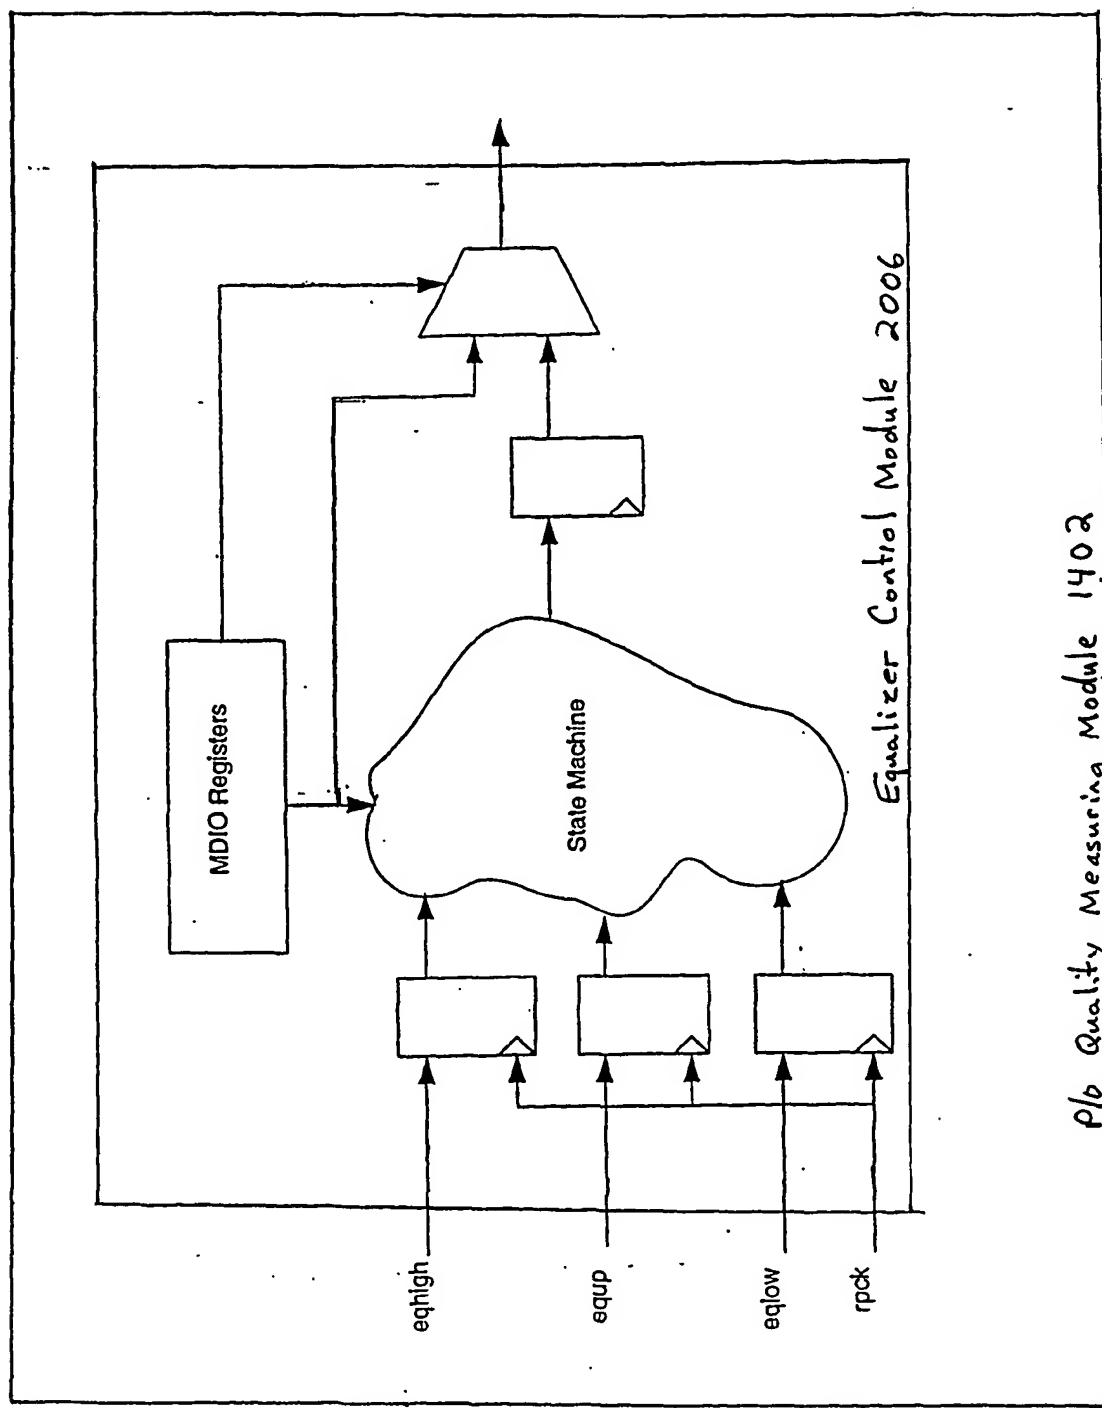 MDIO Registers
State Machine
eqhigh
equp
eqlow
rpck
Equalizer Control Module 2006
P/o Quality Measuring Module 1402